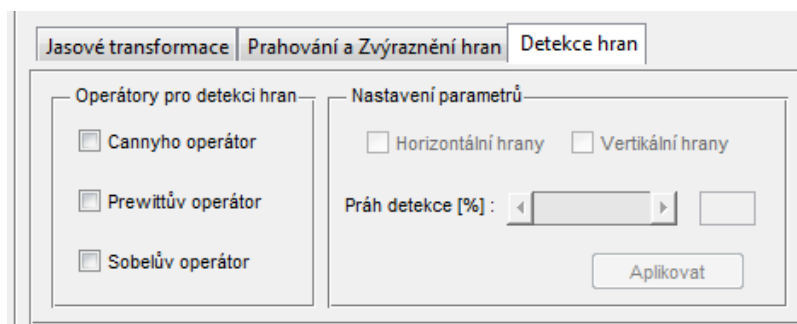 Jasové transformace Prahování a Zvýraznění hran Detekce hran
Operátory pro detekci hran
Cannyho operátor
Prewittův operátor
Sobelův operátor
Nastavení parametrů
Horizontální hrany Vertikální hrany
Práh detekce [%] :
Aplikovat